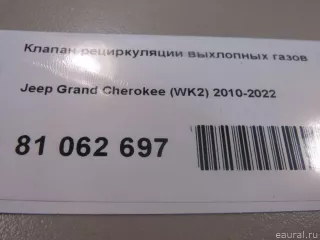 Клапан рециркуляции выхлопных газов
Jeep Grand Cherokee (WK2) 2010-2022
81 062 697
eaural.ru